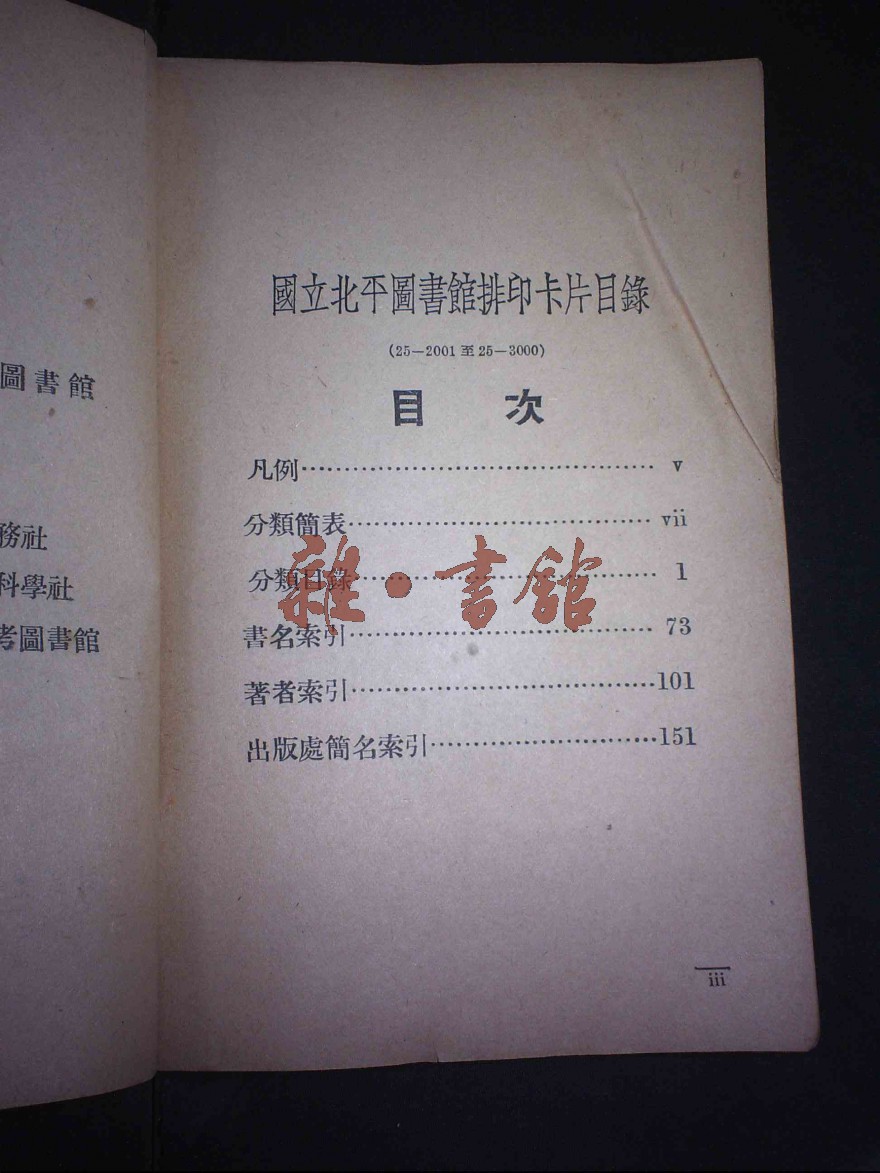 圖書館
務社
科學社
考圖書館
國立北平圖書館排印卡片目錄
(25—2001至25—3000)
目 次
凡例…………………………………… v
分類簡表……………………………… vii
分類目錄……………………………… 1
書名索引……………………………… 73
著者索引………………………………101
出版處簡名索引………………………151
雜·書館
iii